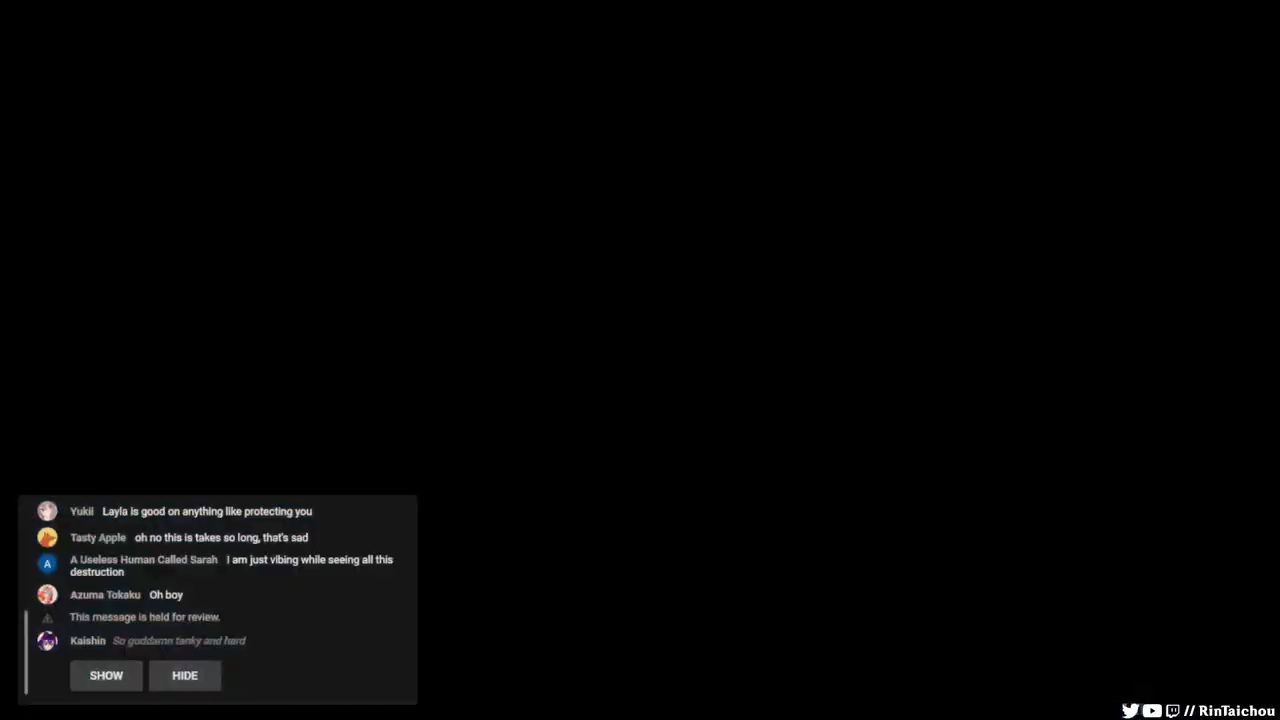 Yukii Layla is good on anything like protecting you
Tasty Apple oh no this is takes so long, that's sad
A
A Useless Human Called Sarah I am just vibing while seeing all this
destruction
Azuma Tokaku Oh boy
This message is held for review.
Kaishin So goddamn tanky and hard
SHOW HIDE
// RinTaichou